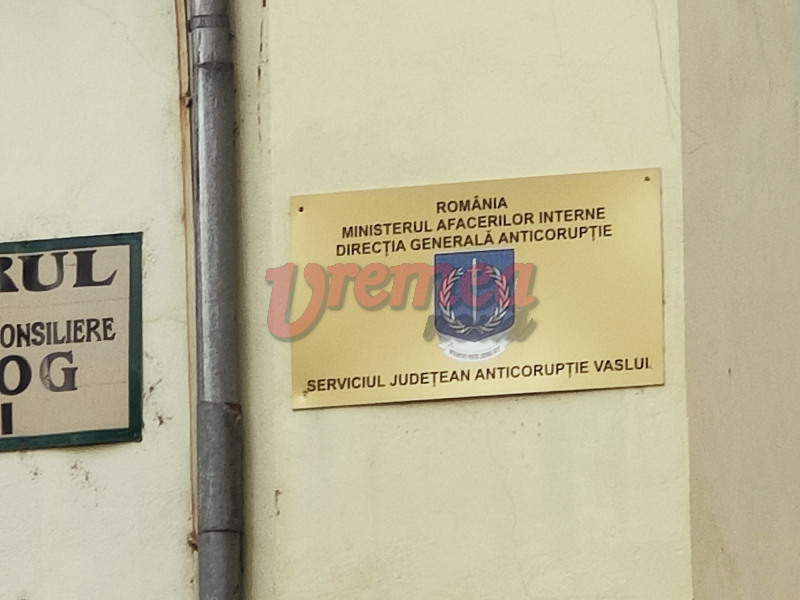 ROMÂNIA
MINISTERUL AFACERILOR INTERNE
DIRECȚIA GENERALĂ ANTICORUPȚIE
SERVICIUL JUDEȚEAN ANTICORUPȚIE VASLUI
RUL
ONSILIERE
OG
I
Vremea